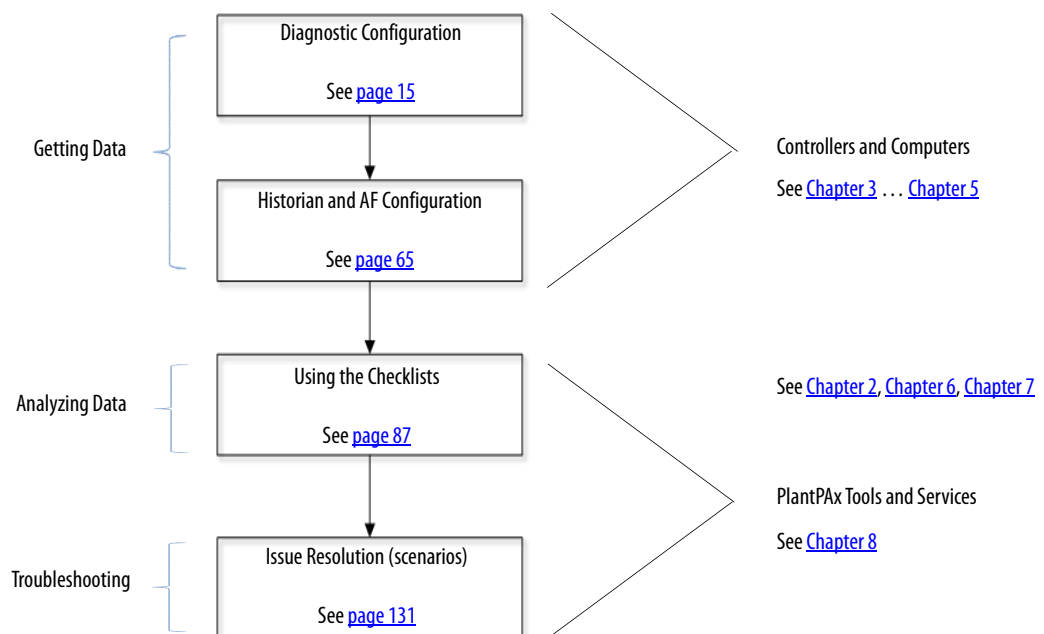 Diagnostic Configuration
See page 15
Getting Data
Controllers and Computers
See Chapter 3 . . . Chapter 5
Historian and AF Configuration
See page 65
Using the Checklists
See page 87
Analyzing Data
See Chapter 2, Chapter 6, Chapter 7
PlantPAx Tools and Services
See Chapter 8
Issue Resolution (scenarios)
See page 131
Troubleshooting